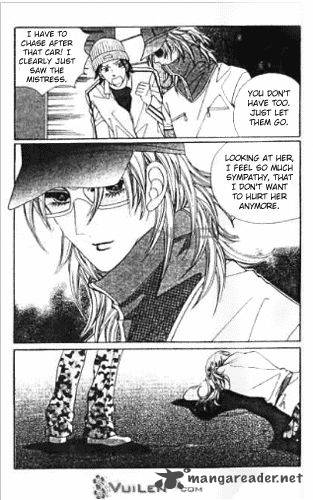 I HAVE TO
CHASE AFTER
THAT CAR! I
CLEARLY JUST
SAW THE
MISTRESS.
YOU DON'T
HAVE TOO.
JUST LET
THEM GO.
LOOKING AT HER,
I FEEL SO MUCH
SYMPATHY, THAT
I DON'T WANT
TO HURT HER
ANYMORE.
VUILEN.com
mangareader.net